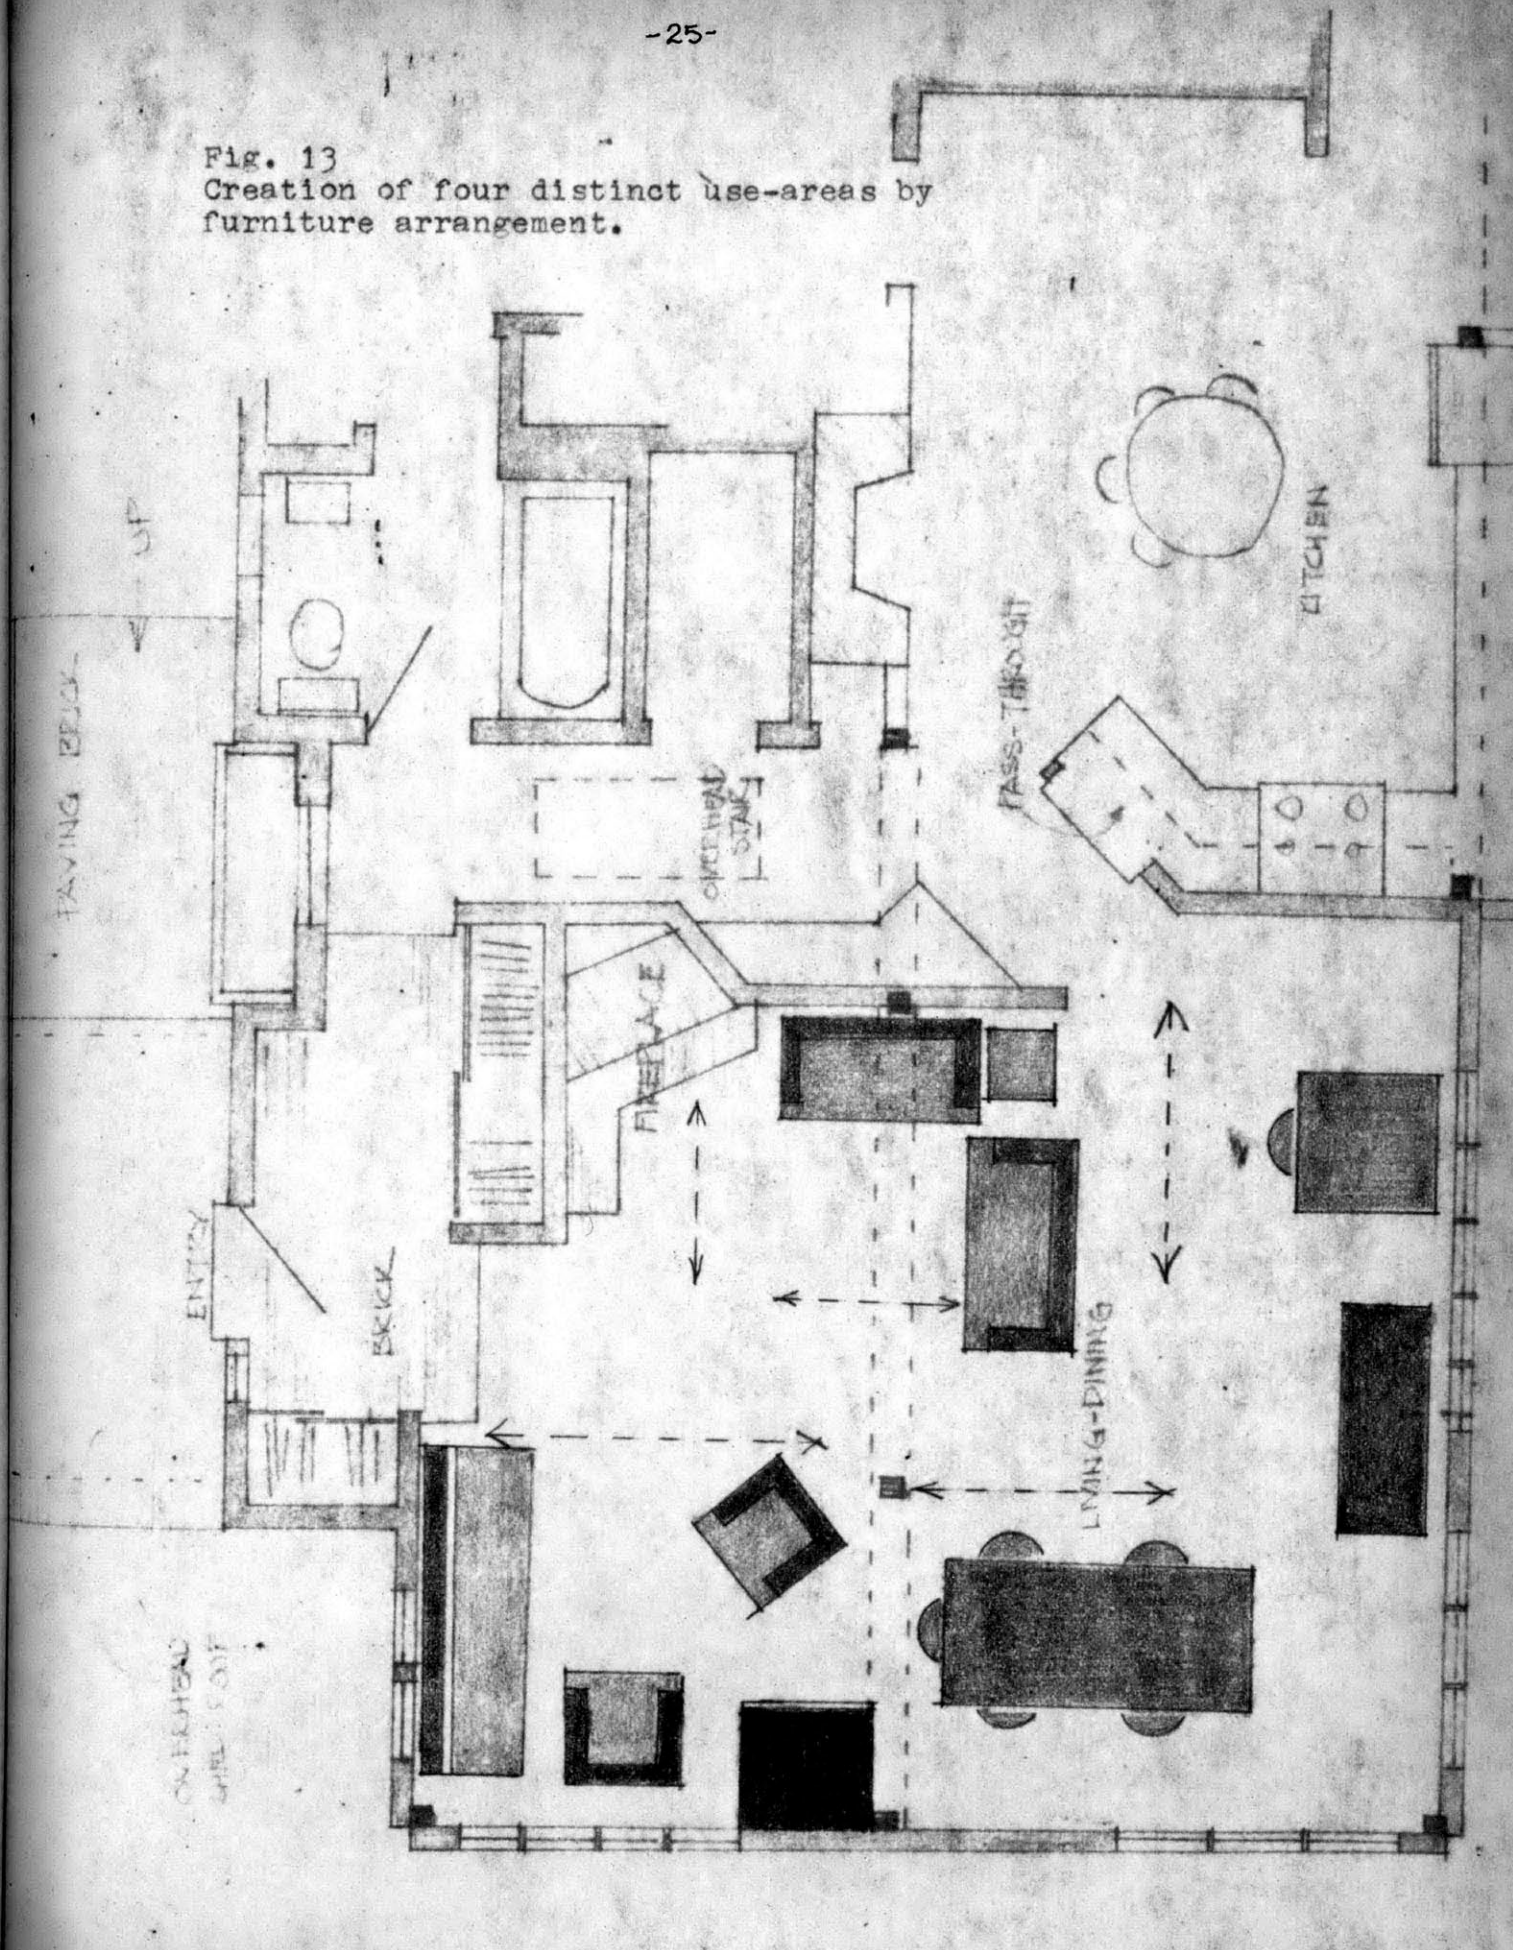 -25-
Fig. 13
Creation of four distinct use-areas by
furniture arrangement.
UP
PAVING BRICK
KITCHEN
PASS-THROUGH
OVERHEAD
STAIR
FIREPLACE
ENTRY
BRICK
LIVING-DINING
OVERHEAD